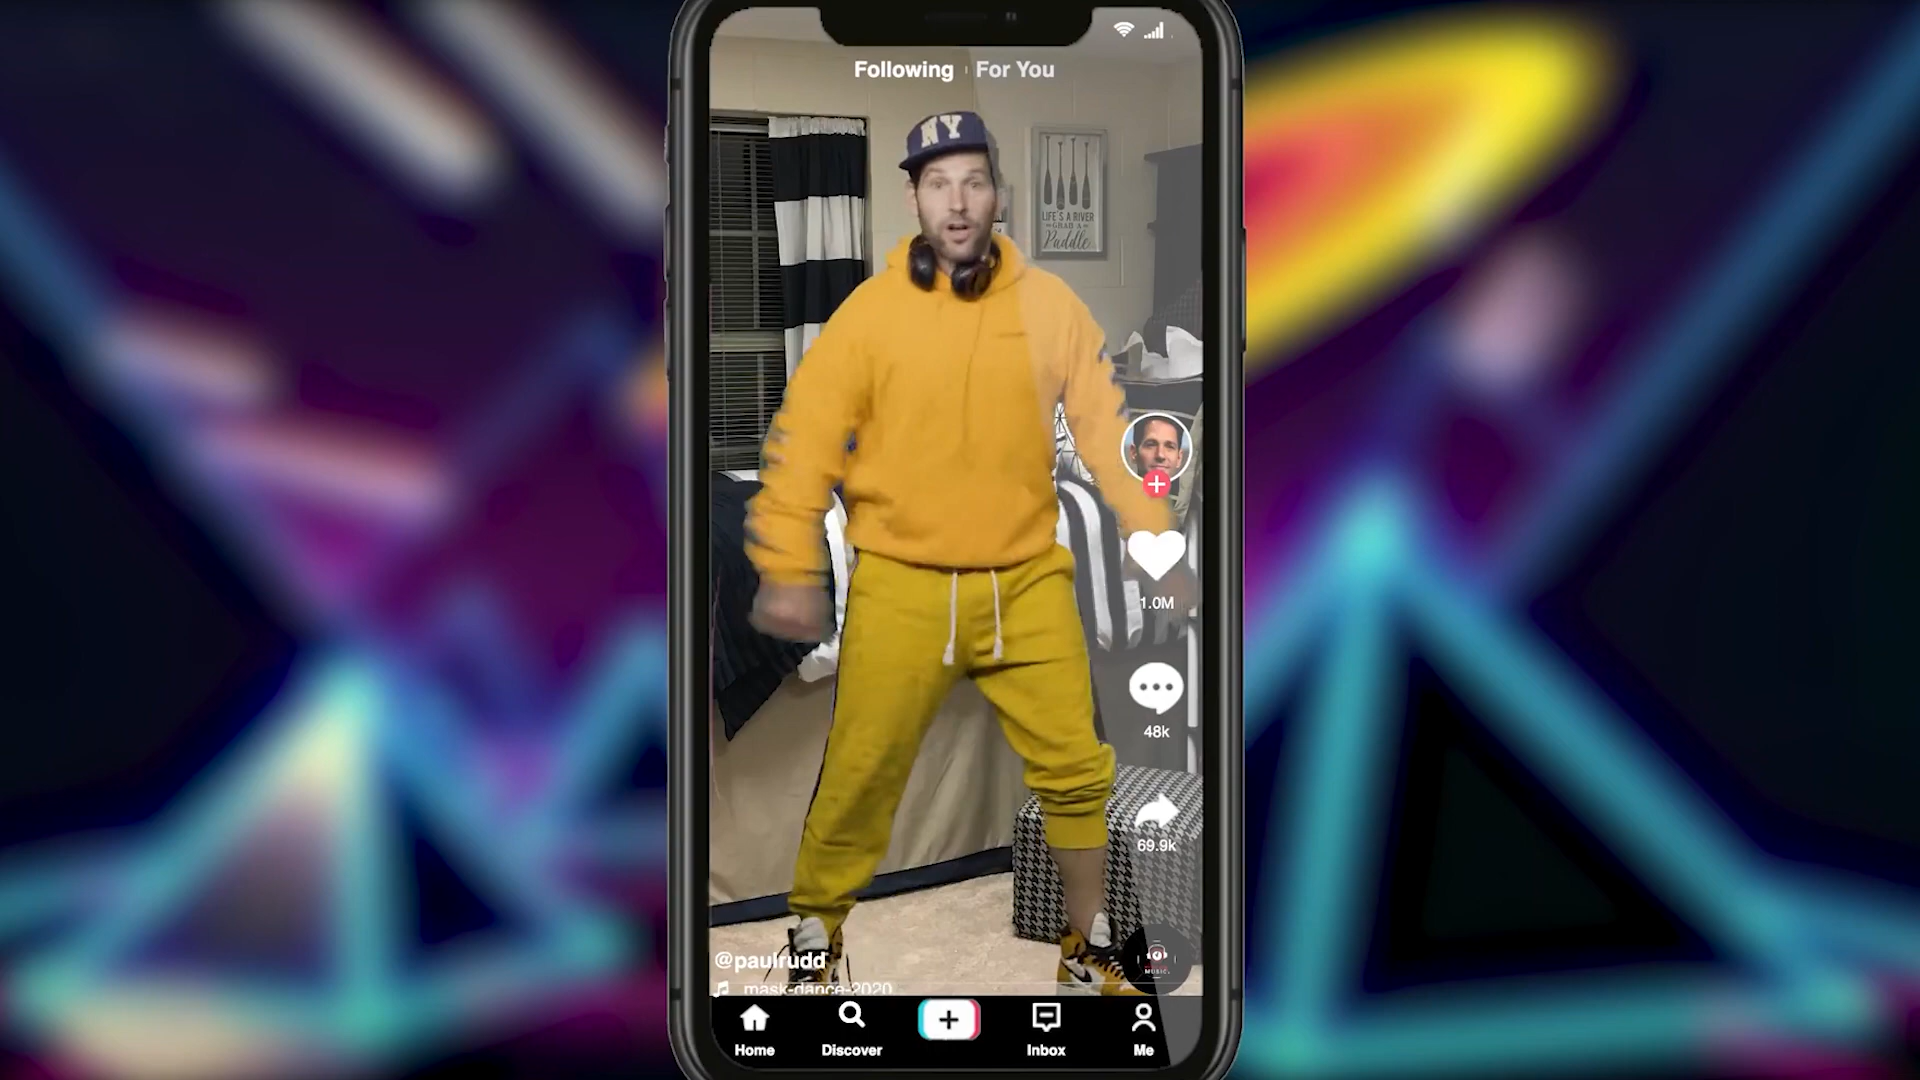 Following
For You
NY
LIFE'S A RIVER
GRAB A
Paddle
1.0M
48k
69.9k
MUSIC.
@paulrudd
mask-dance-2020
Home
Discover
Inbox
Me